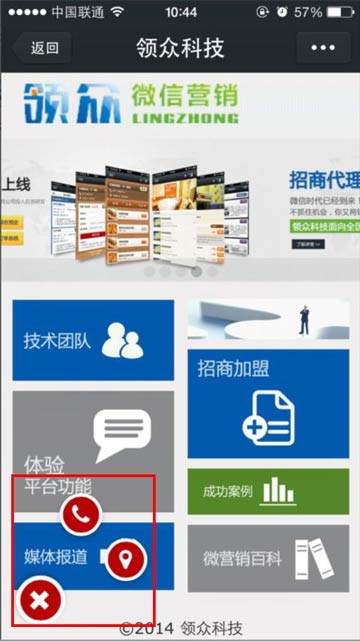 中国联通 10:44 57%
返回 领众科技
领众 微信营销
LINGZHONG
上线
招商代理
微信时代已经到来！
不抓住机会，你又将
领众科技面向全国
了解详情
技术团队
招商加盟
体验
平台功能
成功案例
媒体报道
微营销百科
©2014 领众科技